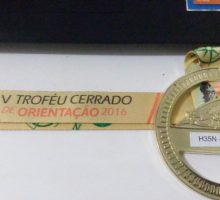 V TROFÉU CERRADO
DE ORIENTAÇÃO 2016
H35N